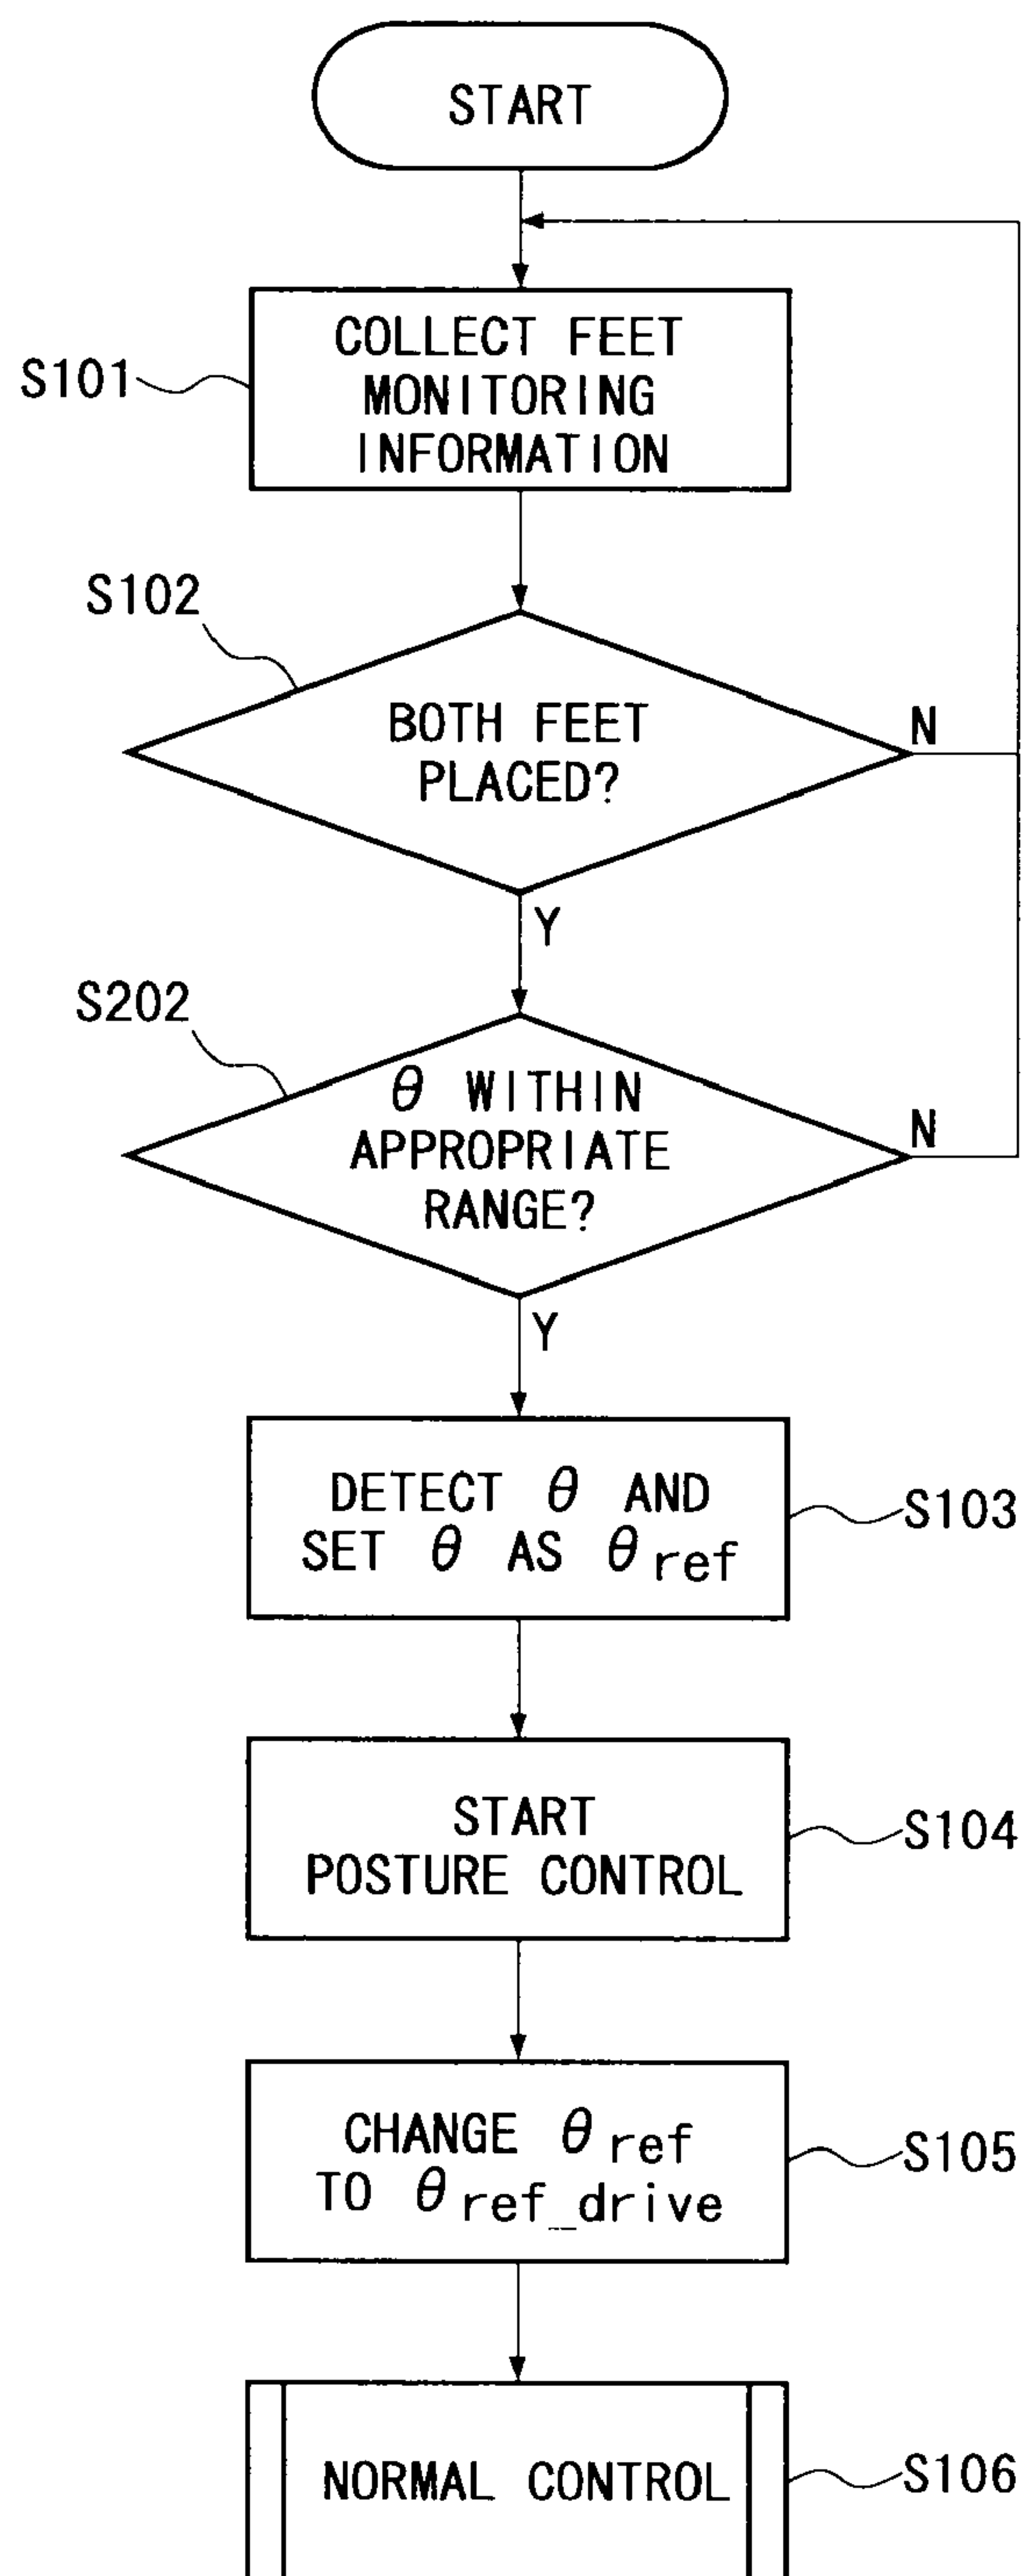 START
S101
COLLECT FEET
MONITORING
INFORMATION
S102
BOTH FEET
PLACED?
N
Y
S202
θ WITHIN
APPROPRIATE
RANGE?
N
Y
DETECT θ AND
SET θ AS θref
S103
START
POSTURE CONTROL
S104
CHANGE θref
TO θref_drive
S105
NORMAL CONTROL
S106